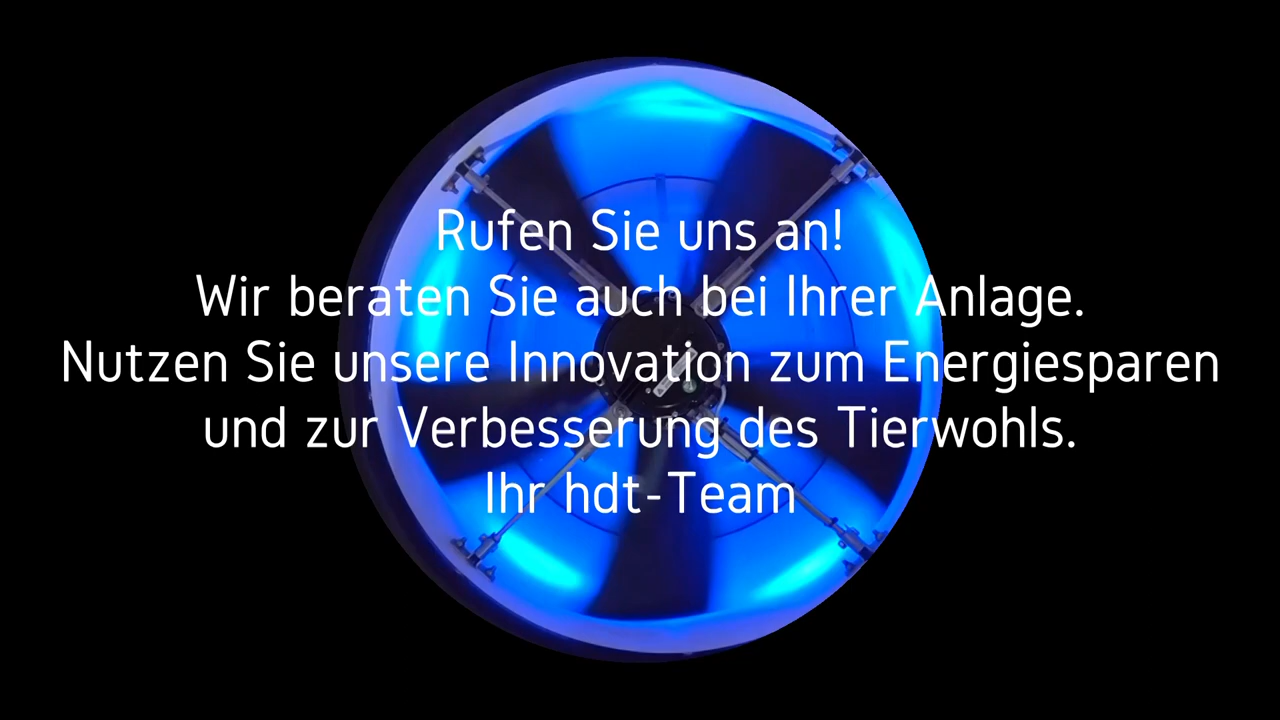 Rufen Sie uns an!
Wir beraten Sie auch bei Ihrer Anlage.
Nutzen Sie unsere Innovation zum Energiesparen
und zur Verbesserung des Tierwohls.
Ihr hdt-Team